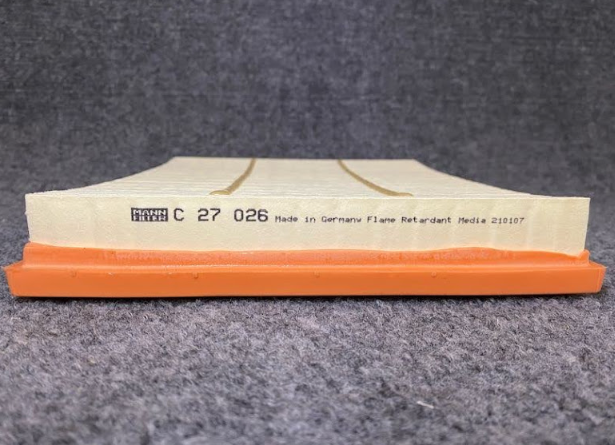 MANN FILTER C 27 026 Made in Germany Flame Retardant Media 210107